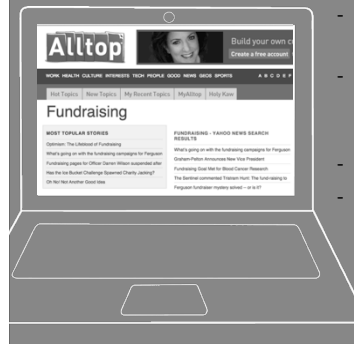 Alltop
Build your own c
Create a free account
WORK HEALTH CULTURE INTERESTS TECH PEOPLE GOOD NEWS GEOS SPORTS A B C D E F
Hot Topics New Topics My Recent Topics MyAlltop Holy Kaw
Fundraising
MOST POPULAR STORIES
Optimism: The Lifeblood of Fundraising
What's going on with the fundraising campaigns for Ferguson
Fundraising pages for Officer Darren Wilson suspended after
Has the Ice Bucket Challenge Spawned Charity Jacking?
Oh No! Not Another Good Idea
FUNDRAISING - YAHOO NEWS SEARCH
RESULTS
What's going on with the fundraising campaigns for Ferguson
Graham-Pelton Announces New Vice President
Fundraising Goal Met for Blood Cancer Research
The Sentinel commented Tristram Hunt: The fund-raising to
Ferguson fundraiser mystery solved – or is it?